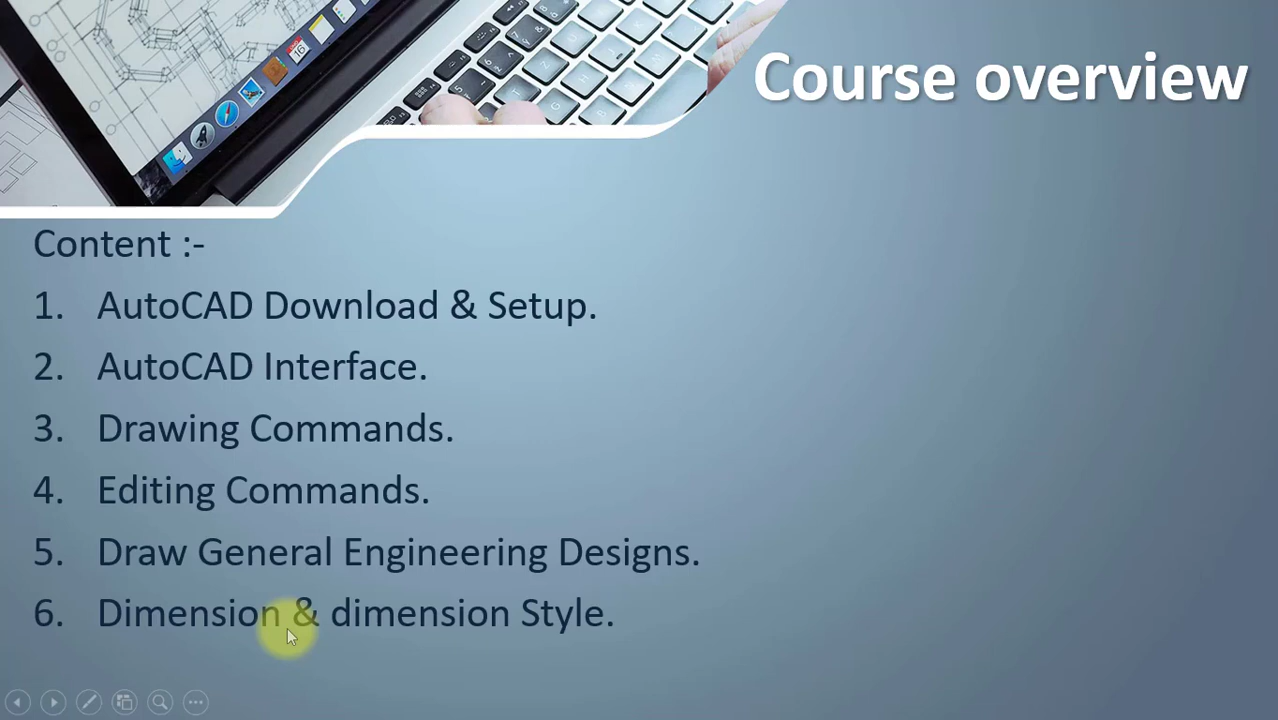 Course overview
Content :-
1. AutoCAD Download & Setup.
2. AutoCAD Interface.
3. Drawing Commands.
4. Editing Commands.
5. Draw General Engineering Designs.
6. Dimension & dimension Style.